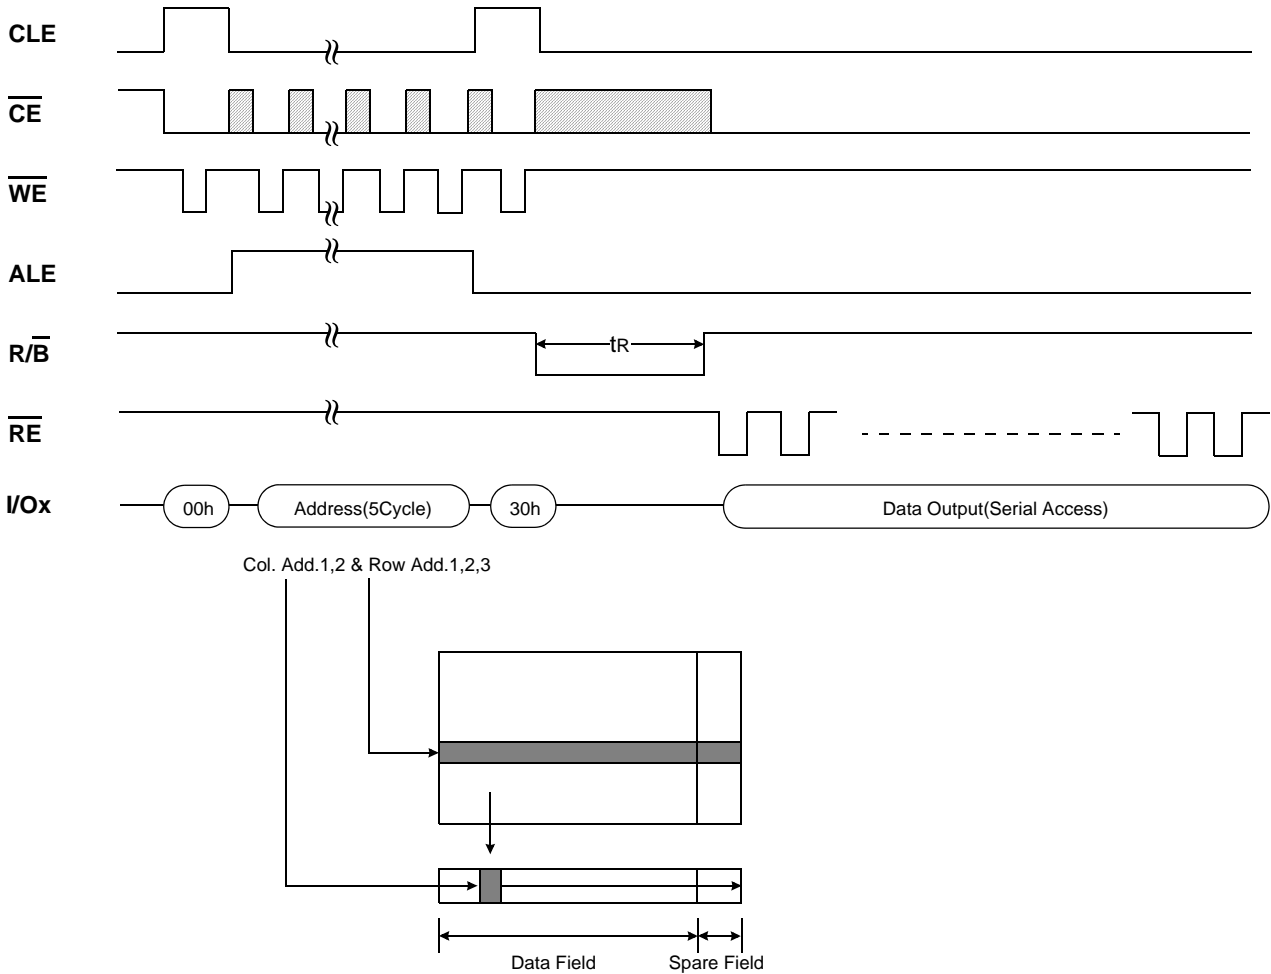 CLE
CE
WE
ALE
R/B
tR
RE
I/Ox 00h Address(5Cycle) 30h Data Output(Serial Access)
Col. Add.1,2 & Row Add.1,2,3
Data Field Spare Field